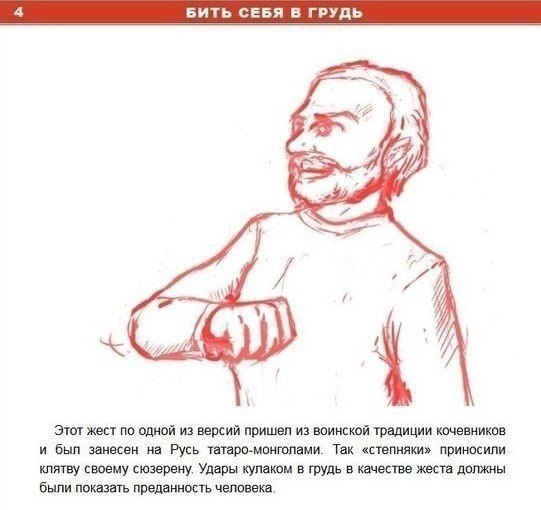 4
БИТЬ СЕБЯ В ГРУДЬ
Этот жест по одной из версий пришел из воинской традиции кочевников
и был занесен на Русь татаро-монголами. Так «степняки» приносили
клятву своему сюзерену. Удары кулаком в грудь в качестве жеста должны
были показать преданность человека.